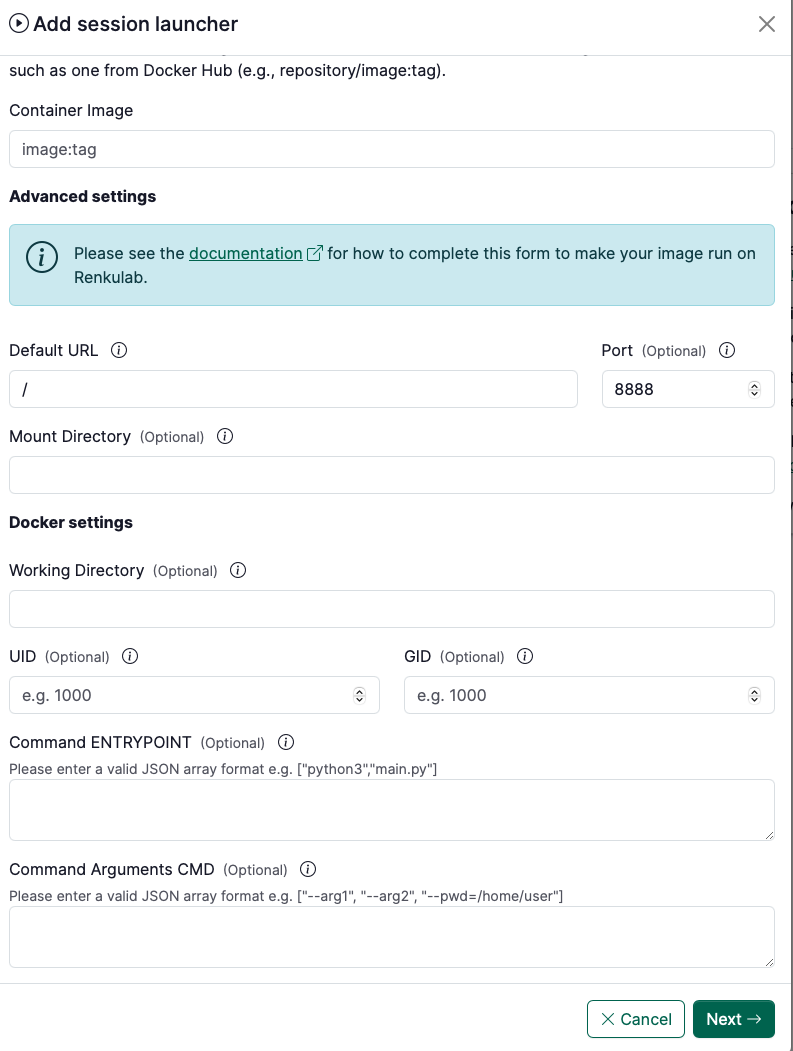 Add session launcher
such as one from Docker Hub (e.g., repository/image:tag).
Container Image
image:tag
Advanced settings
Please see the documentation for how to complete this form to make your image run on
Renkulab.
Default URL
Port (Optional)
/
8888
Mount Directory (Optional)
Docker settings
Working Directory (Optional)
UID (Optional)
GID (Optional)
e.g. 1000
e.g. 1000
Command ENTRYPOINT (Optional)
Please enter a valid JSON array format e.g. ["python3","main.py"]
Command Arguments CMD (Optional)
Please enter a valid JSON array format e.g. ["--arg1", "--arg2", "--pwd=/home/user"]
Cancel
Next